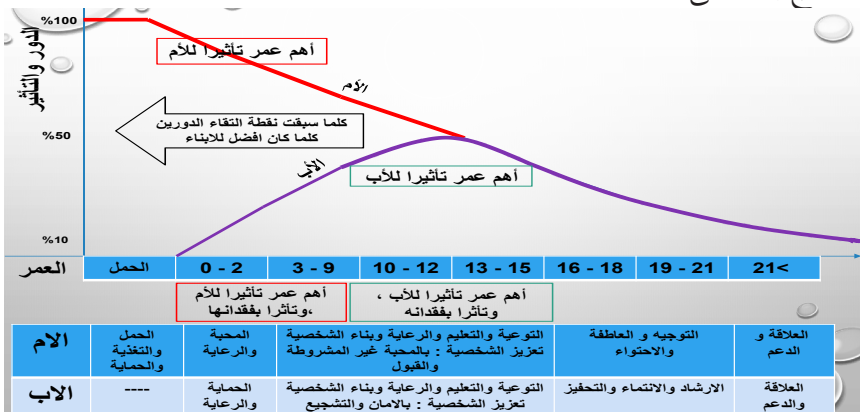 %100
أهم عمر تأثيرا للأم
الدور والتأثير
الأم
كلما سبقت نقطة التقاء الدورين
كلما كان افضل للابناء
%50
الأب
أهم عمر تأثيرا للأب
%10
العمر الحمل 0 - 2 3 - 9 10 - 12 13 - 15 16 - 18 19 - 21 21<
أهم عمر تأثيرا للأم
،وتأثرا بفقدانها
أهم عمر تأثيرا للأب ،
وتأثرا بفقدانه
الام
الحمل
والتغذية
والحماية
المحبة
والرعاية
التوعية والتعليم والرعاية وبناء الشخصية
تعزيز الشخصية : بالمحبة غير المشروطة
والقبول
التوجيه و العاطفة
والاحتواء
العلاقة و
الدعم
الاب
----
الحماية
والرعاية
التوعية والتعليم والرعاية وبناء الشخصية
تعزيز الشخصية : بالامان والتشجيع
الارشاد والانتماء والتحفيز
العلاقة
والدعم